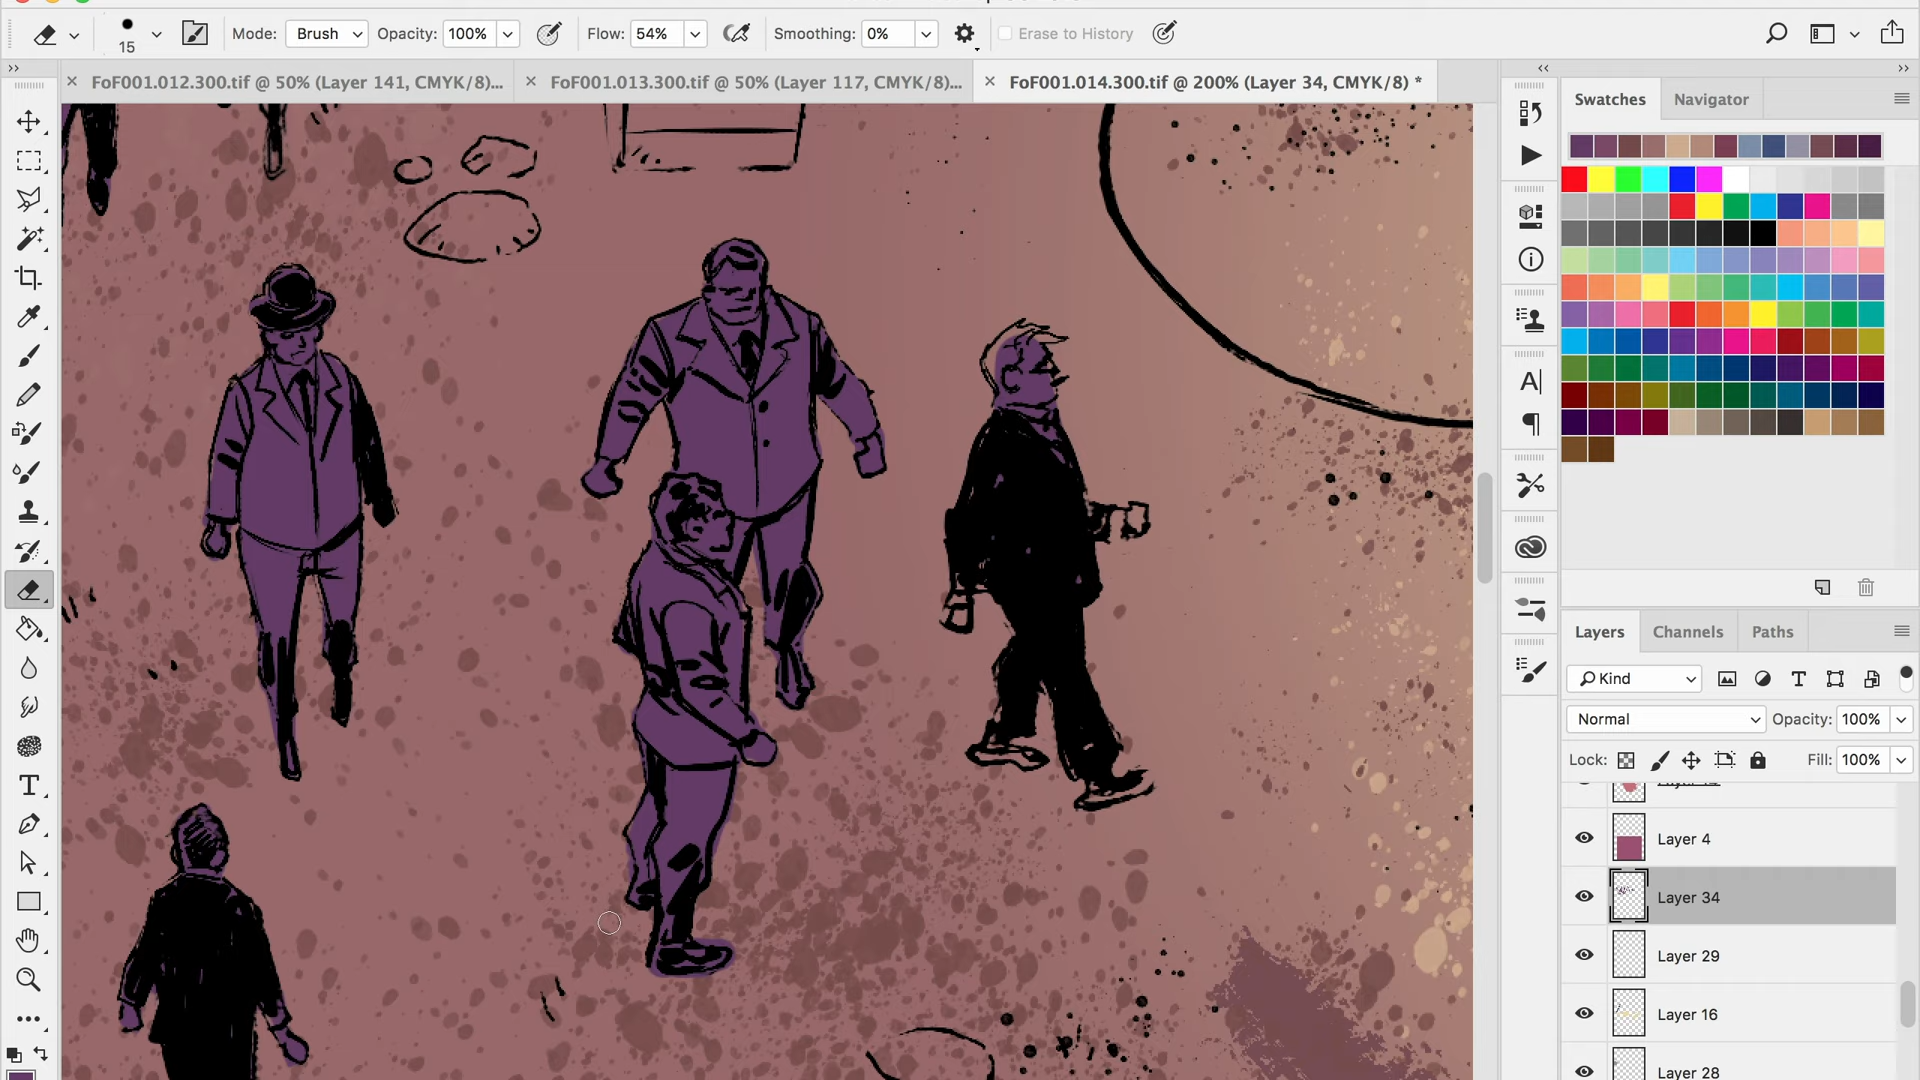 15
Mode:
Brush
Opacity:
100%
Flow:
54%
Smoothing:
0%
Erase to History
FoF001.012.300.tif @ 50% (Layer 141, CMYK/8)...
FoF001.013.300.tif @ 50% (Layer 117, CMYK/8)...
FoF001.014.300.tif @ 200% (Layer 34, CMYK/8) *
Swatches
Navigator
Layers
Channels
Paths
Kind
Normal
Opacity:
100%
Lock:
Fill:
100%
Layer 4
Layer 34
Layer 29
Layer 16
Layer 28